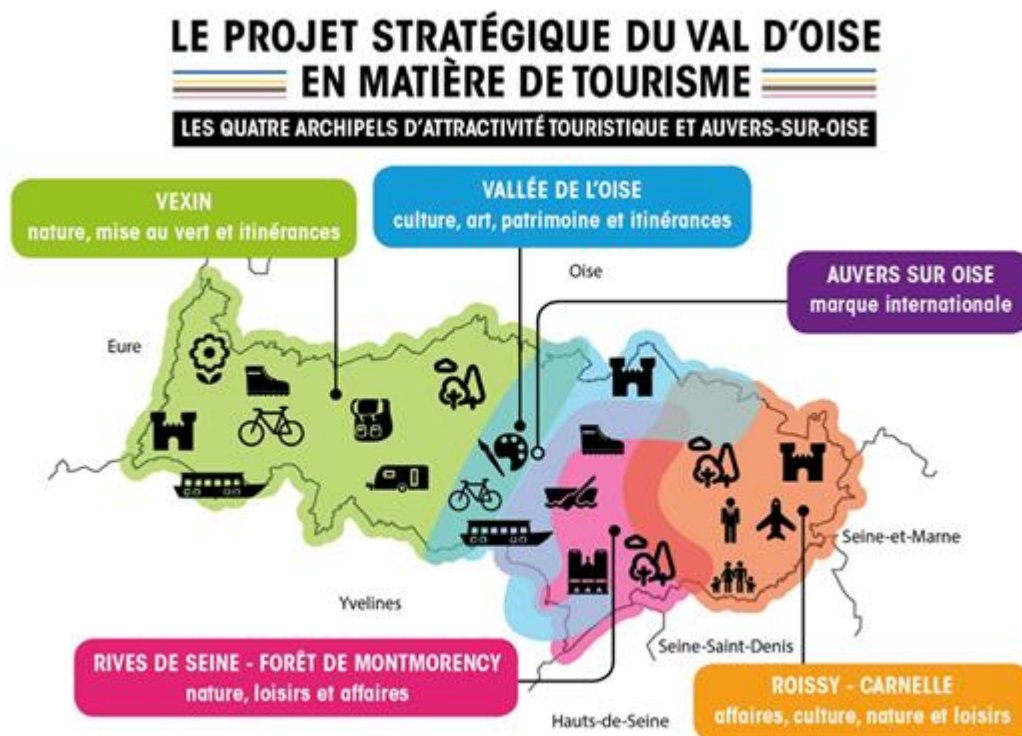 LE PROJET STRATÉGIQUE DU VAL D'OISE
EN MATIÈRE DE TOURISME
LES QUATRE ARCHIPELS D'ATTRACTIVITÉ TOURISTIQUE ET AUVERS-SUR-OISE
VEXIN
nature, mise au vert et itinérances
VALLÉE DE L'OISE
culture, art, patrimoine et itinérances
Oise
AUVERS SUR OISE
marque internationale
Eure
Seine-et-Marne
Yvelines
Seine-Saint-Denis
RIVES DE SEINE - FORÊT DE MONTMORENCY
nature, loisirs et affaires
ROISSY - CARNELLE
affaires, culture, nature et loisirs
Hauts-de-Seine